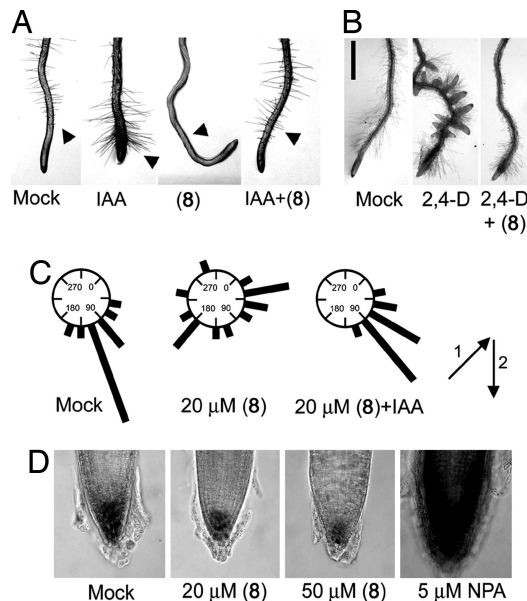 A
B
Mock IAA (8) IAA+(8)
Mock 2,4-D 2,4-D
+ (8)
C
270 0 270 0 270 0
180 90 180 90 180 90
1
2
Mock 20 μM (8) 20 μM (8)+IAA
D
Mock 20 μM (8) 50 μM (8) 5 μM NPA